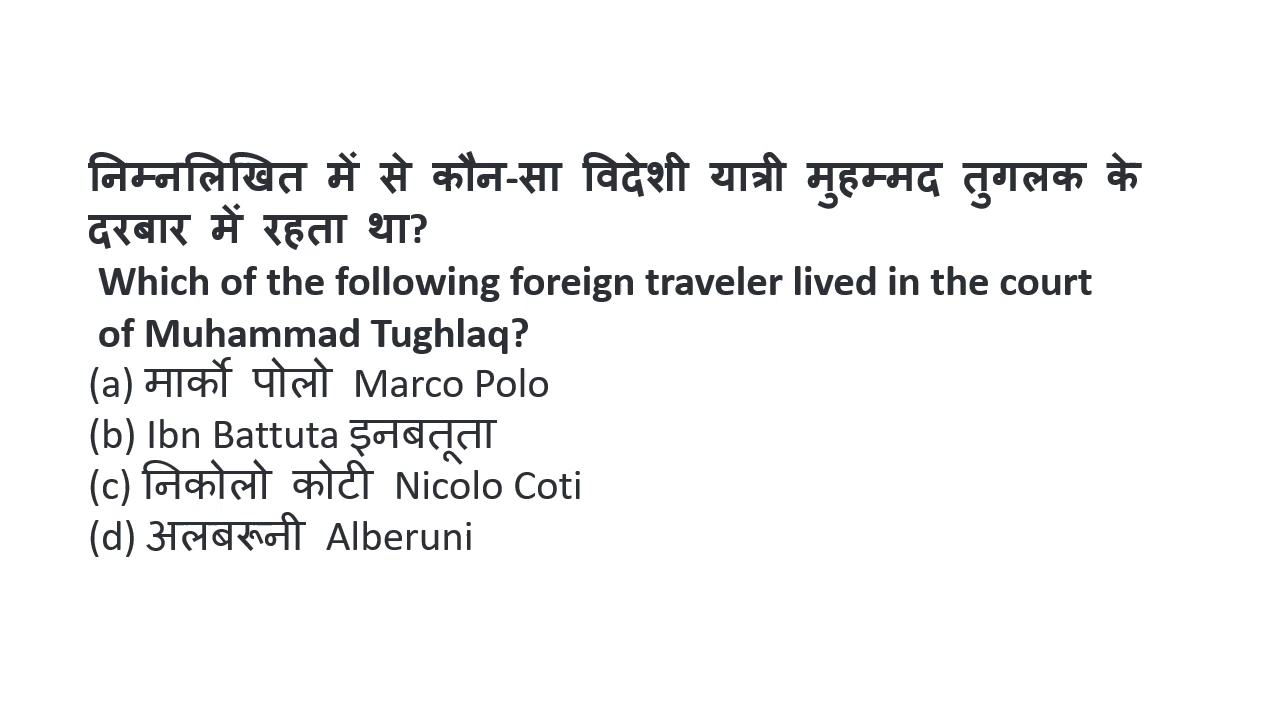 निम्नलिखित में से कौन-सा विदेशी यात्री मुहम्मद तुगलक के
दरबार में रहता था?
Which of the following foreign traveler lived in the court
of Muhammad Tughlaq?
(a) मार्को पोलो Marco Polo
(b) Ibn Battuta इनबतूता
(c) निकोलो कोटी Nicolo Coti
(d) अलबरूनी Alberuni